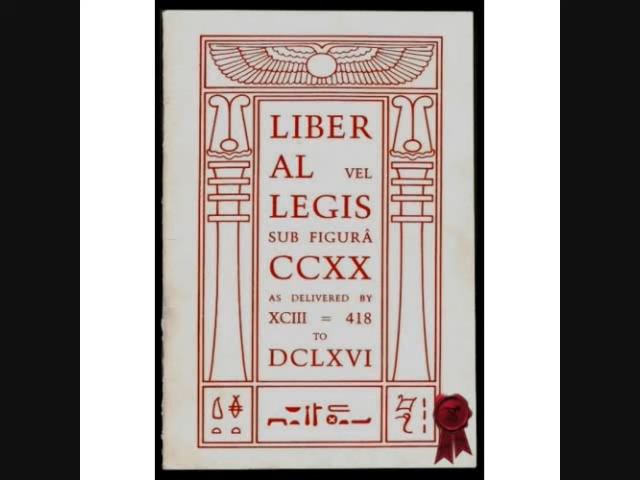 LIBER
AL VEL
LEGIS
SUB FIGURÂ
CCXX
AS DELIVERED BY
XCIII = 418
TO
DCLXVI